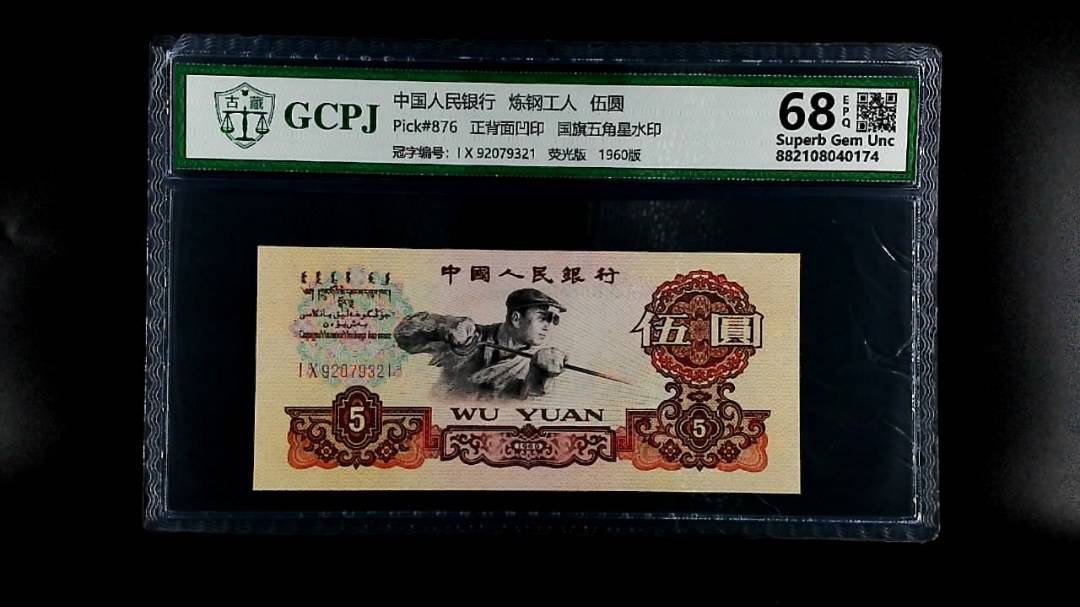 古藏
GCPJ
中国人民银行 炼钢工人 伍圆
Pick#876 正背面凹印 国旗五角星水印
冠字编号: I X 92079321 荧光版 1960版
68
EPQ
Superb Gem Unc
882108040174
中國人民銀行
I X 92079321
伍圓
WU YUAN
5
1960
5